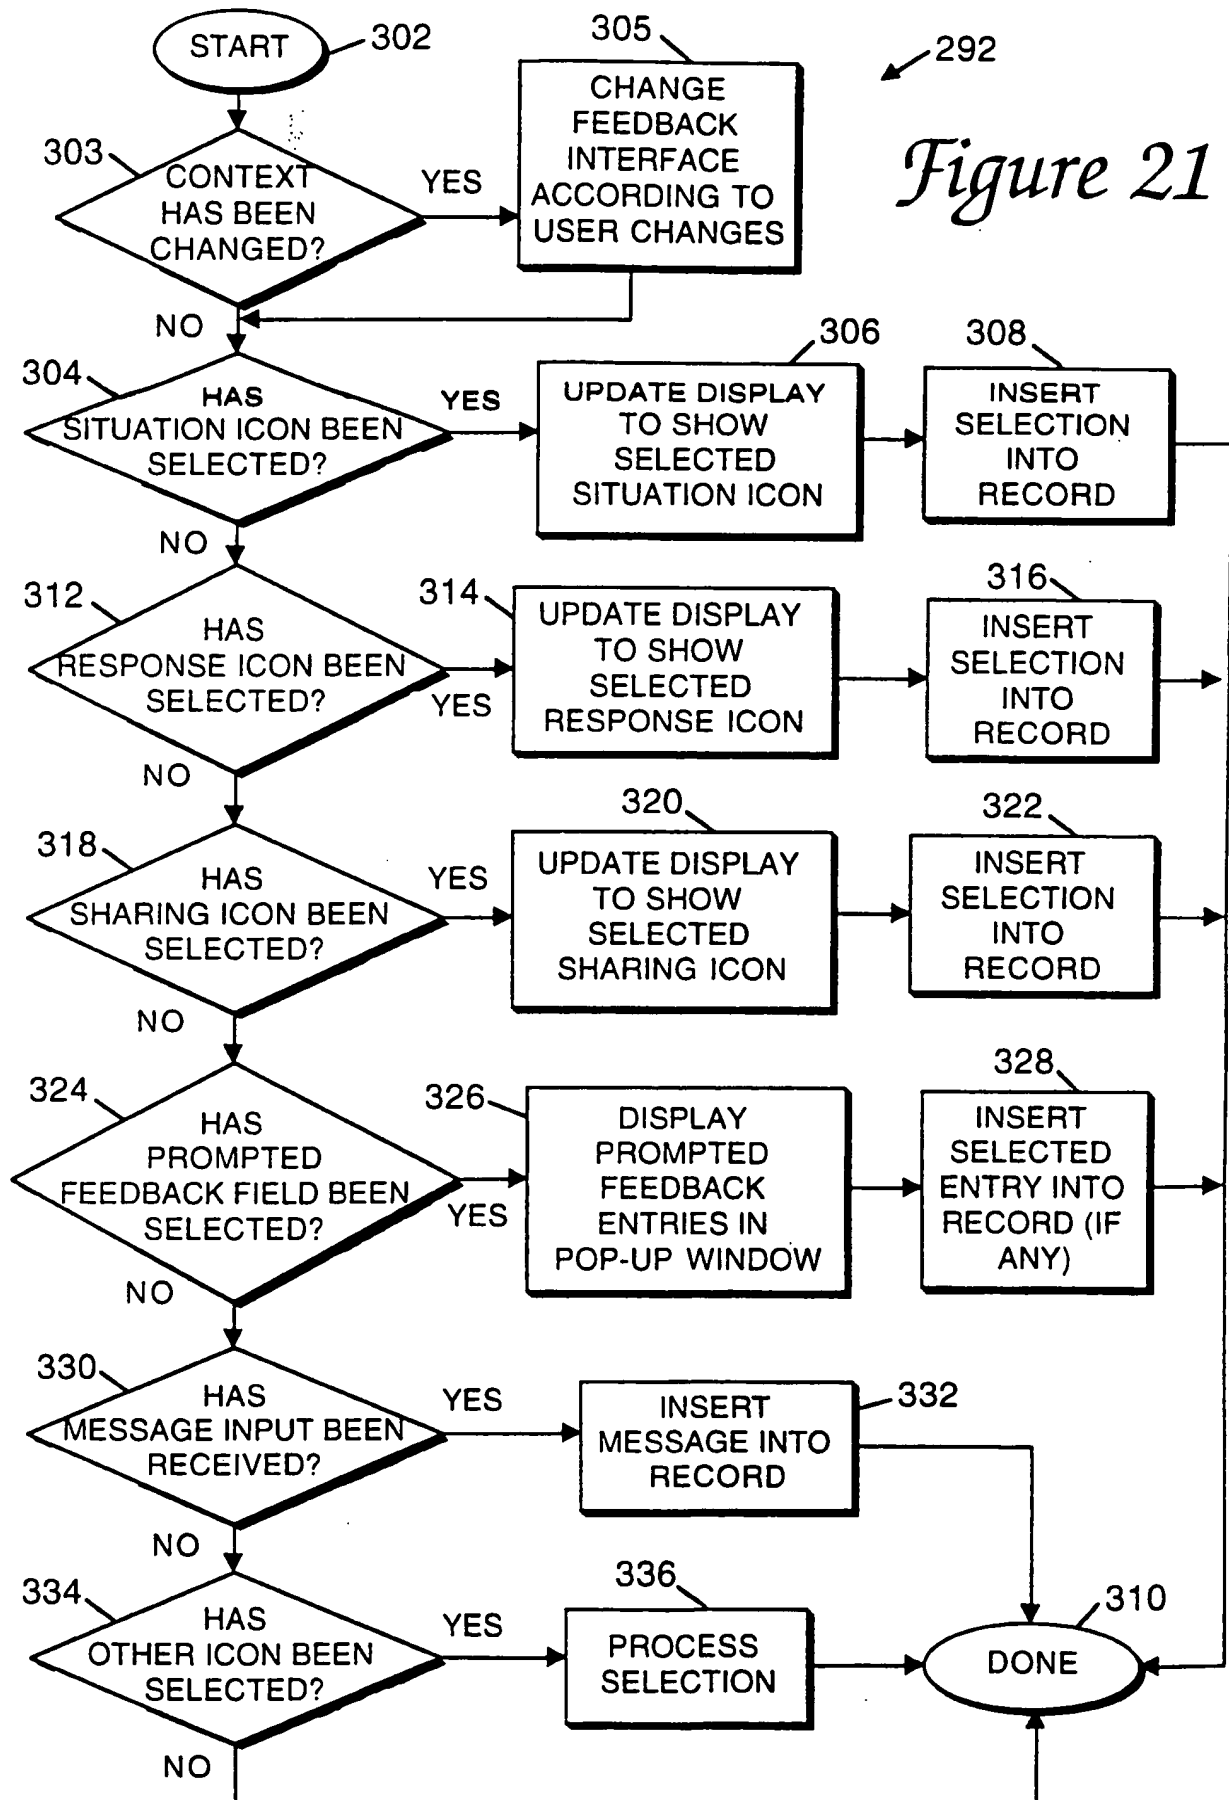 START
302
305
292
Figure 21
CHANGE
FEEDBACK
INTERFACE
ACCORDING TO
USER CHANGES
303
CONTEXT
HAS BEEN
CHANGED?
YES
NO
304
HAS
SITUATION ICON BEEN
SELECTED?
YES
306
UPDATE DISPLAY
TO SHOW
SELECTED
SITUATION ICON
308
INSERT
SELECTION
INTO
RECORD
NO
312
HAS
RESPONSE ICON BEEN
SELECTED?
YES
314
UPDATE DISPLAY
TO SHOW
SELECTED
RESPONSE ICON
316
INSERT
SELECTION
INTO
RECORD
NO
318
HAS
SHARING ICON BEEN
SELECTED?
YES
320
UPDATE DISPLAY
TO SHOW
SELECTED
SHARING ICON
322
INSERT
SELECTION
INTO
RECORD
NO
324
HAS
PROMPTED
FEEDBACK FIELD BEEN
SELECTED?
YES
326
DISPLAY
PROMPTED
FEEDBACK
ENTRIES IN
POP-UP WINDOW
328
INSERT
SELECTED
ENTRY INTO
RECORD (IF
ANY)
NO
330
HAS
MESSAGE INPUT BEEN
RECEIVED?
YES
INSERT
MESSAGE INTO
RECORD
332
NO
334
HAS
OTHER ICON BEEN
SELECTED?
YES
336
PROCESS
SELECTION
310
DONE
NO